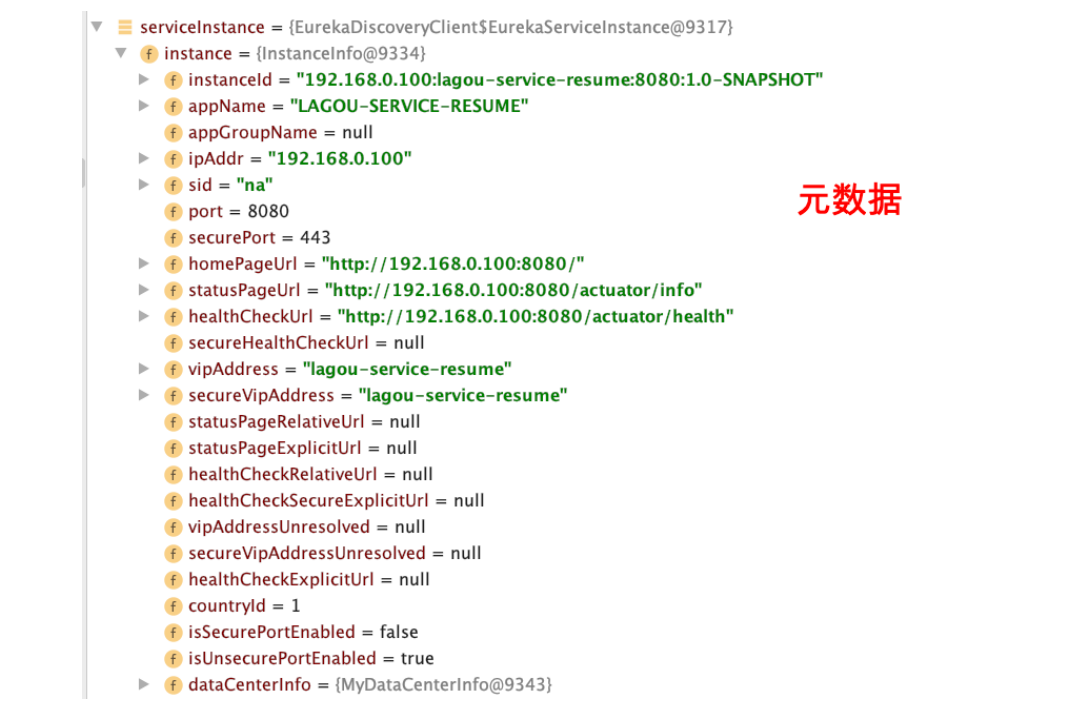 serviceInstance = {EurekaDiscoveryClient$EurekaServiceInstance@9317}
f instance = {InstanceInfo@9334}
f instanceId = "192.168.0.100:lagou-service-resume:8080:1.0-SNAPSHOT"
f appName = "LAGOU-SERVICE-RESUME"
f appGroupName = null
f ipAddr = "192.168.0.100"
f sid = "na"
元数据
f port = 8080
f securePort = 443
f homePageUrl = "http://192.168.0.100:8080/"
f statusPageUrl = "http://192.168.0.100:8080/actuator/info"
f healthCheckUrl = "http://192.168.0.100:8080/actuator/health"
f secureHealthCheckUrl = null
f vipAddress = "lagou-service-resume"
f secureVipAddress = "lagou-service-resume"
f statusPageRelativeUrl = null
f statusPageExplicitUrl = null
f healthCheckRelativeUrl = null
f healthCheckSecureExplicitUrl = null
f vipAddressUnresolved = null
f secureVipAddressUnresolved = null
f healthCheckExplicitUrl = null
f countryId = 1
f isSecurePortEnabled = false
f isUnsecurePortEnabled = true
f dataCenterInfo = {MyDataCenterInfo@9343}